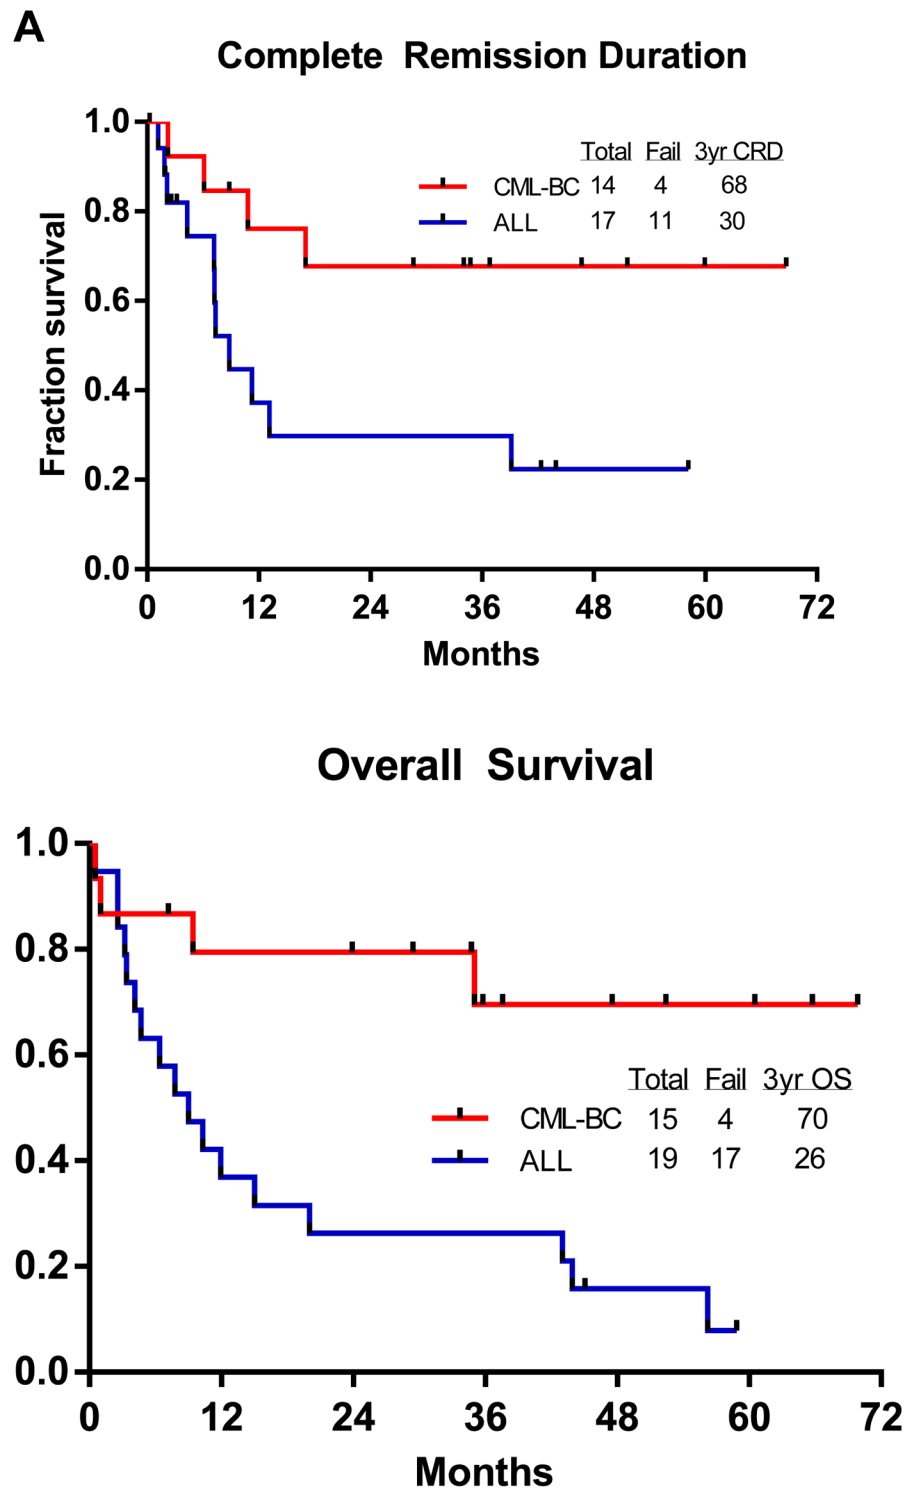 A
Complete Remission Duration
1.0
0.8
0.6
0.4
0.2
0.0
Fraction survival
Total Fail 3yr CRD
CML-BC 14 4 68
ALL 17 11 30
0 12 24 36 48 60 72
Months
Overall Survival
1.0
0.8
0.6
0.4
0.2
0.0
Total Fail 3yr OS
CML-BC 15 4 70
ALL 19 17 26
0 12 24 36 48 60 72
Months